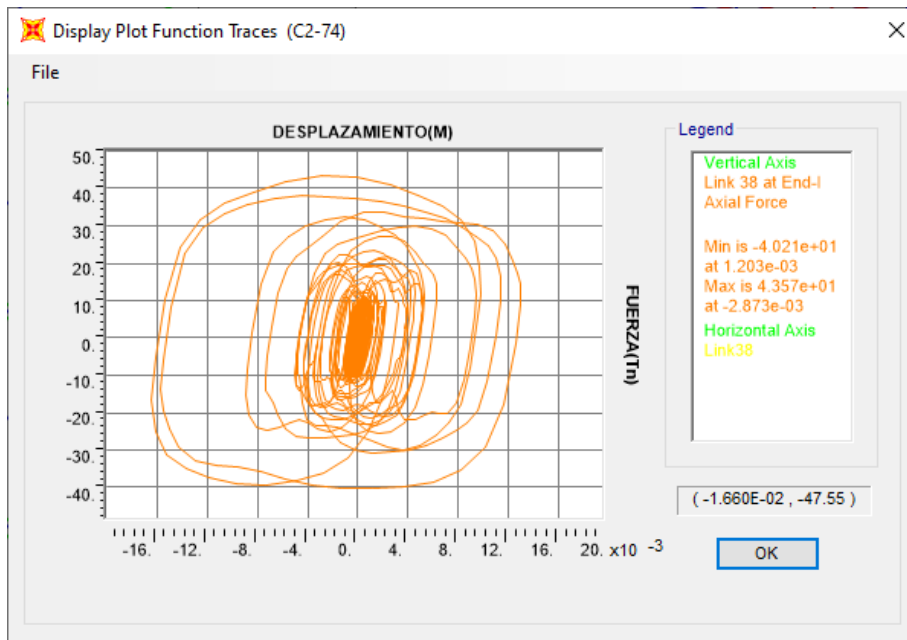 Display Plot Function Traces (C2-74)
File
DESPLAZAMIENTO(M)
50.
40.
30.
20.
10.
0.
-10.
-20.
-30.
-40.
-16. -12. -8. -4. 0. 4. 8. 12. 16. 20. x10 -3
FUERZA(Tn)
Legend
Vertical Axis
Link 38 at End-I
Axial Force
Min is -4.021e+01
at 1.203e-03
Max is 4.357e+01
at -2.873e-03
Horizontal Axis
Link38
( -1.660E-02 , -47.55 )
OK